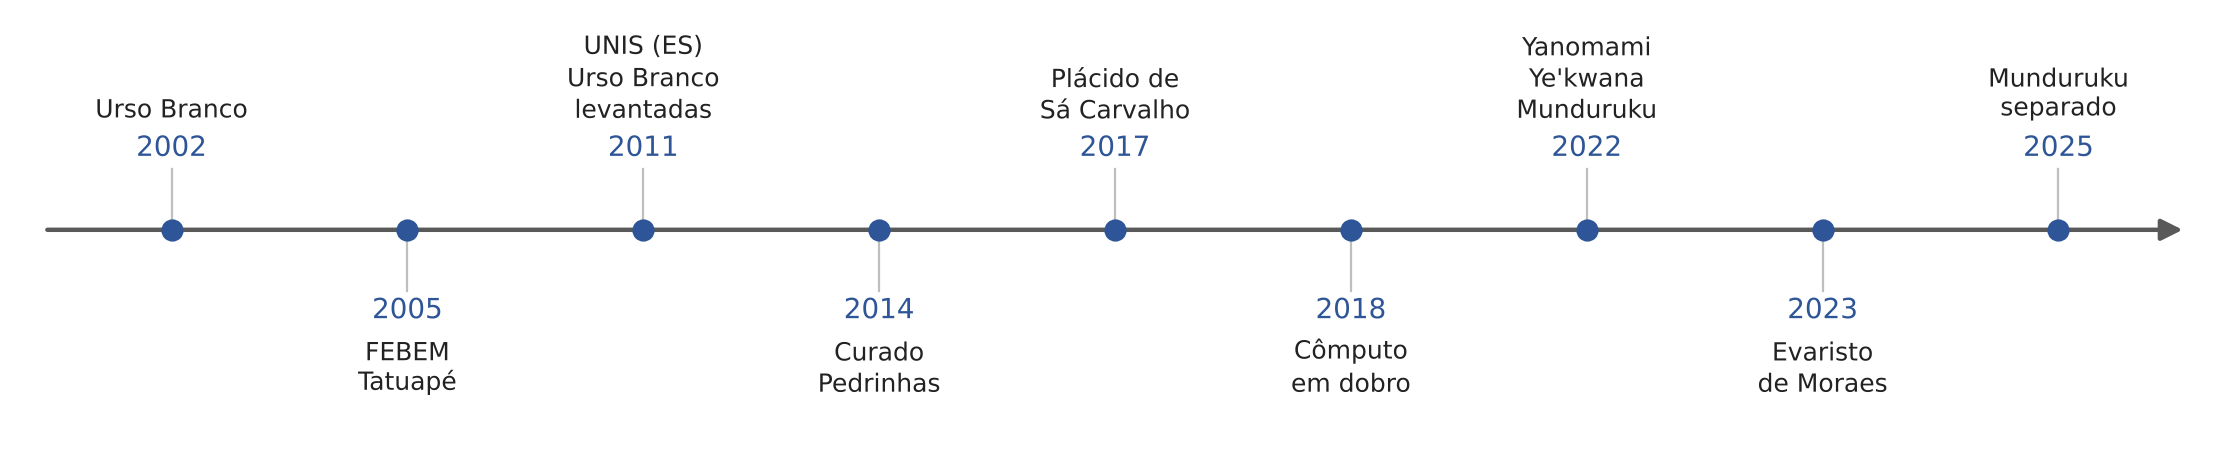 Urso Branco
2002
FEBEM
Tatuapé
2005
UNIS (ES)
Urso Branco
levantadas
2011
2014
Curado
Pedrinhas
Plácido de
Sá Carvalho
2017
2018
Cômputo
em dobro
Yanomami
Ye'kwana
Munduruku
2022
2023
Evaristo
de Moraes
Munduruku
separado
2025